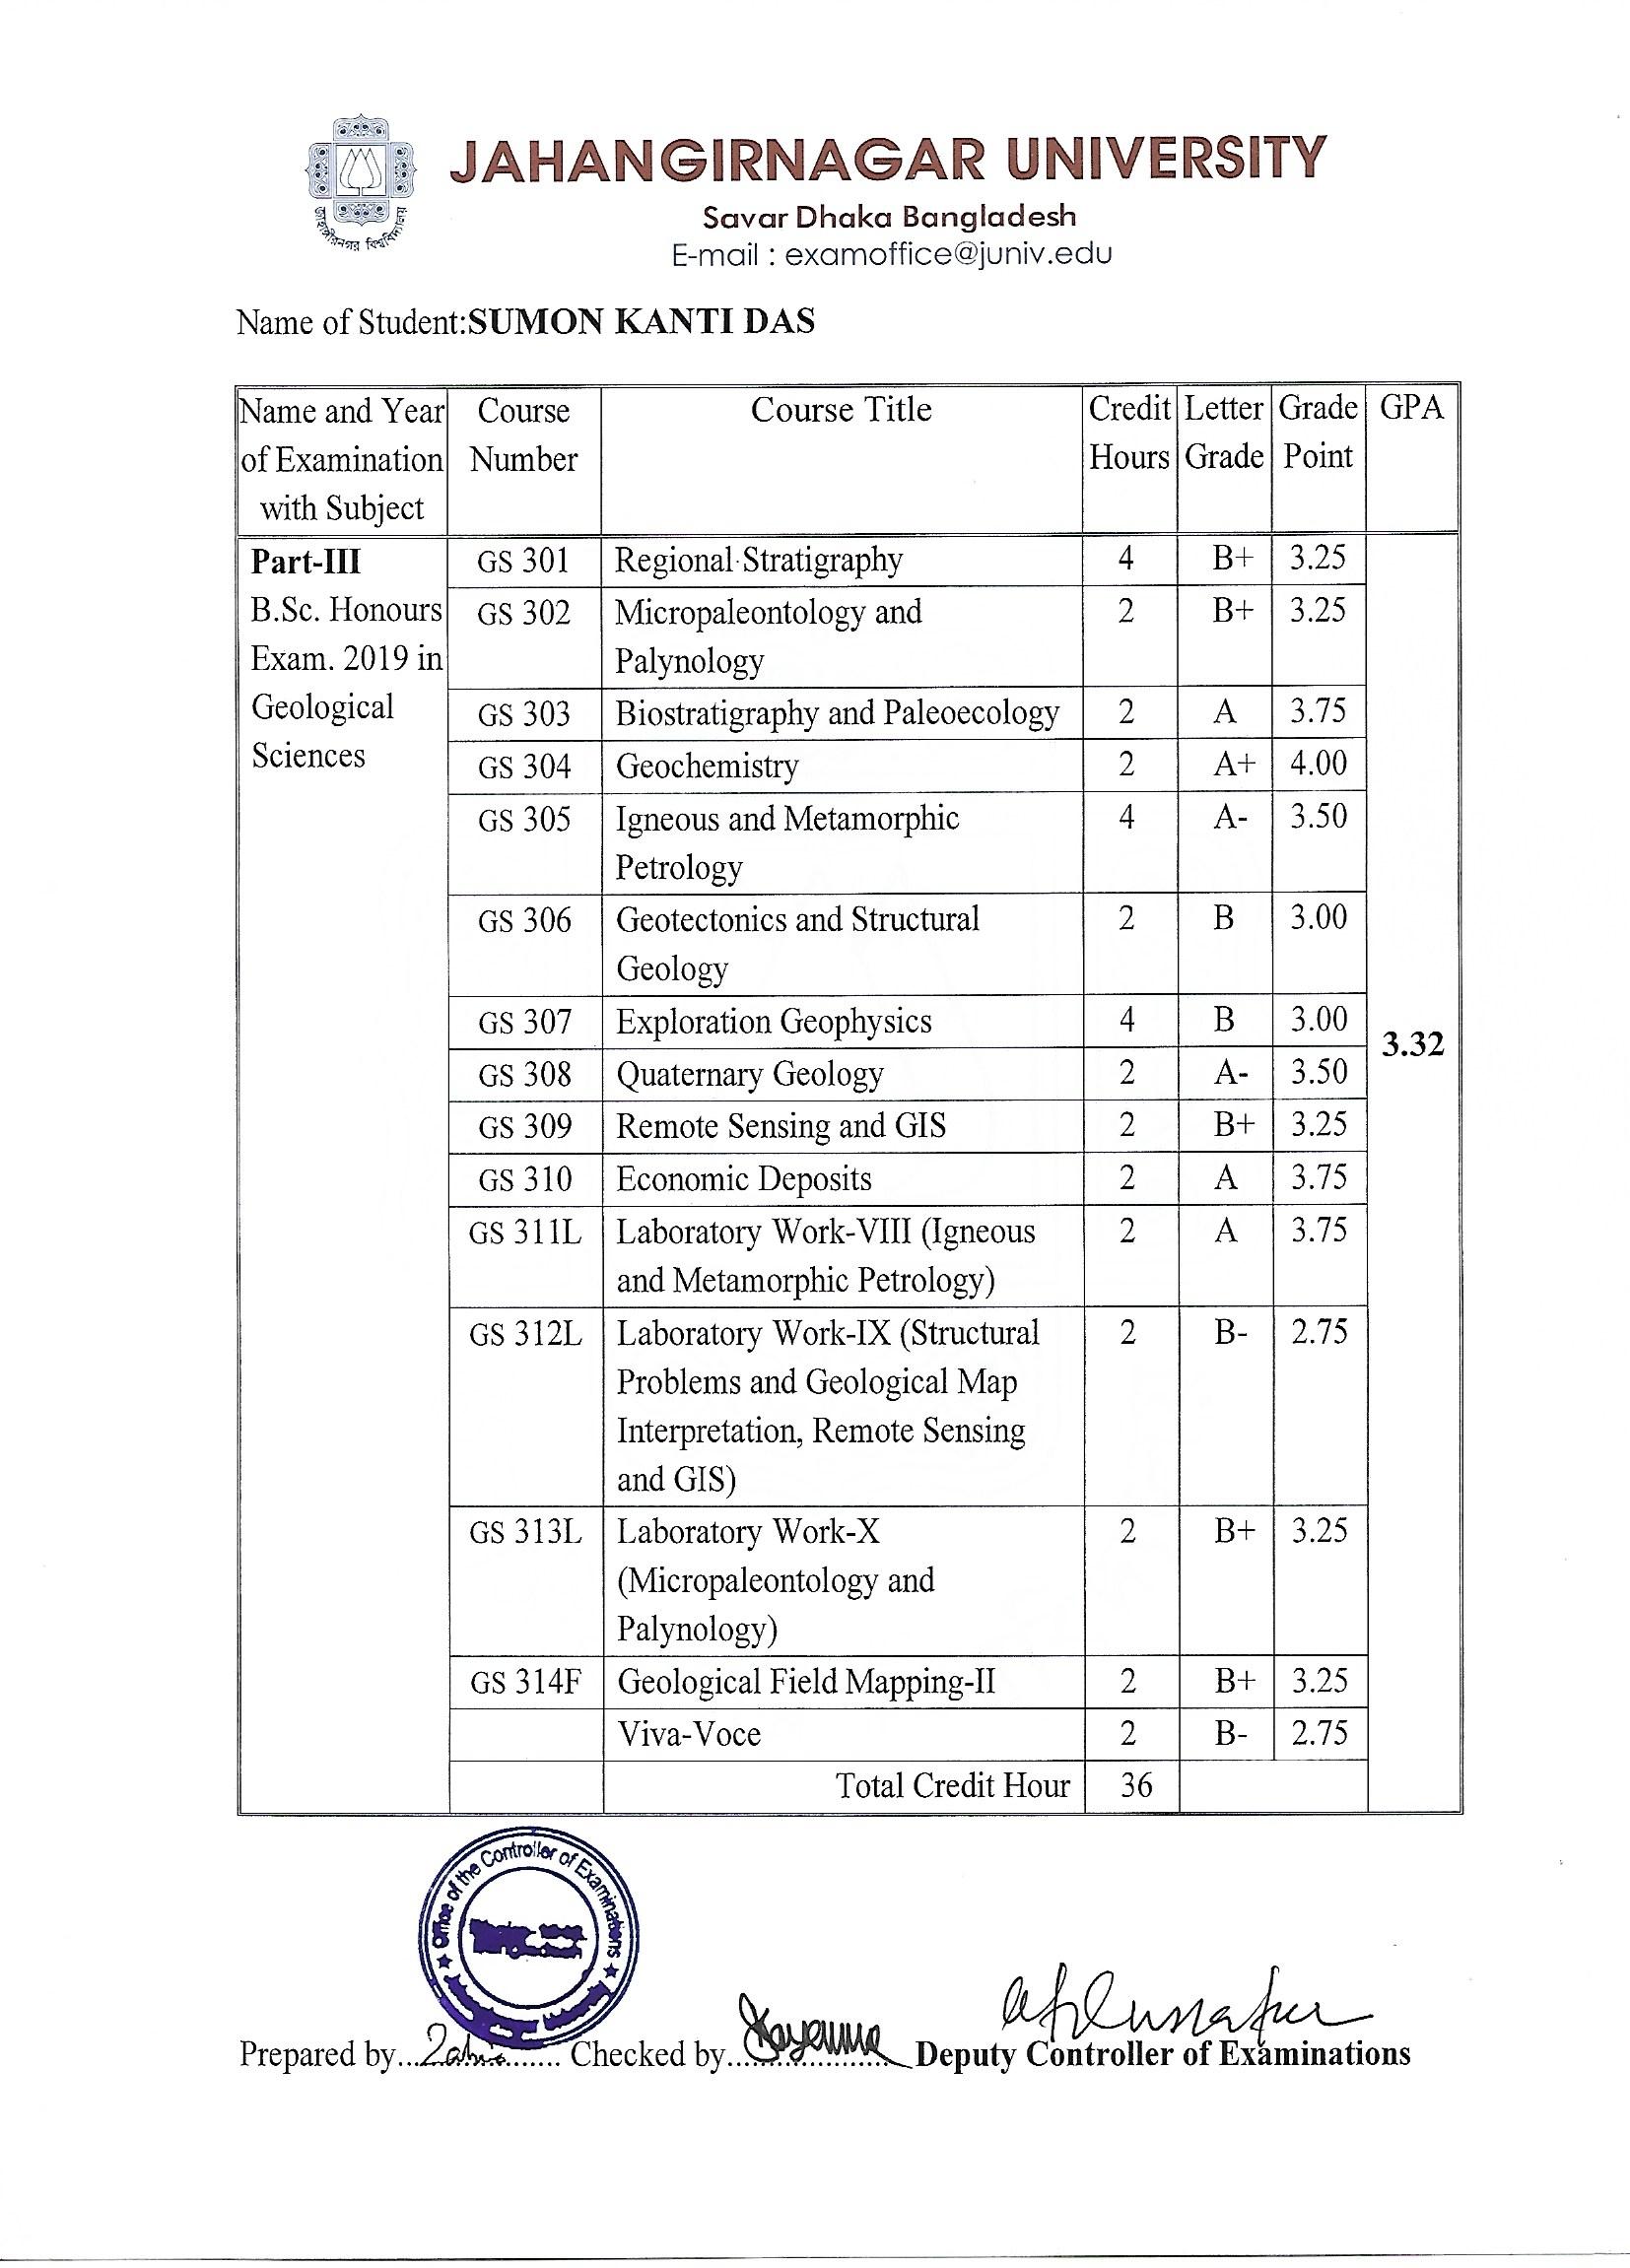 JAHANGIRNAGAR UNIVERSITY
জাহাঙ্গীরনগর বিশ্ববিদ্যালয়
Savar Dhaka Bangladesh
E-mail : examoffice@juniv.edu
Name of Student:SUMON KANTI DAS
Name and Year of Examination with Subject Course Number Course Title Credit Hours Letter Grade Grade Point GPA
Part-III
B.Sc. Honours
Exam. 2019 in
Geological
Sciences
GS 301 Regional Stratigraphy 4 B+ 3.25
GS 302 Micropaleontology and 2 B+ 3.25
Palynology
GS 303 Biostratigraphy and Paleoecology 2 A 3.75
GS 304 Geochemistry 2 A+ 4.00
GS 305 Igneous and Metamorphic 4 A- 3.50
Petrology
GS 306 Geotectonics and Structural 2 B 3.00
Geology
GS 307 Exploration Geophysics 4 B 3.00
3.32
GS 308 Quaternary Geology 2 A- 3.50
GS 309 Remote Sensing and GIS 2 B+ 3.25
GS 310 Economic Deposits 2 A 3.75
GS 311L Laboratory Work-VIII (Igneous 2 A 3.75
and Metamorphic Petrology)
GS 312L Laboratory Work-IX (Structural 2 B- 2.75
Problems and Geological Map
Interpretation, Remote Sensing
and GIS)
GS 313L Laboratory Work-X 2 B+ 3.25
(Micropaleontology and
Palynology)
GS 314F Geological Field Mapping-II 2 B+ 3.25
Viva-Voce 2 B- 2.75
Total Credit Hour 36
Office of the Controller of Examinations
Prepared by.............. Checked by.................. Deputy Controller of Examinations